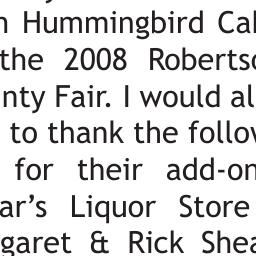 n Hummingbird Cal
the 2008 Robertso
nty Fair. I would al
to thank the follow
for their add-on
ar's Liquor Store
garet & Rick Shea